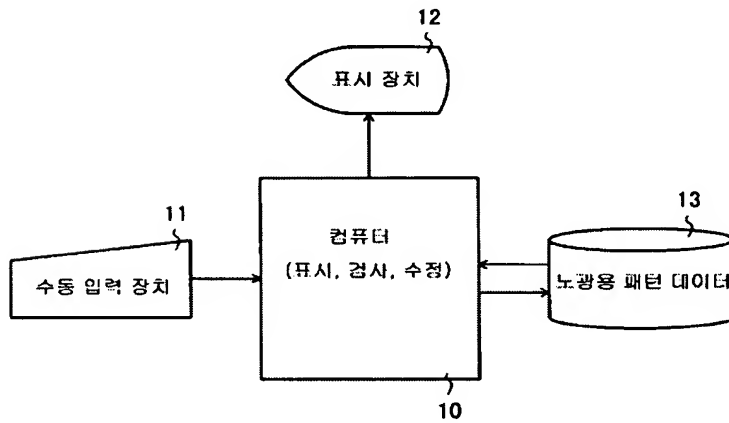 12
표시 장치
11
수동 입력 장치
컴퓨터
(표시, 검사, 수정)
13
노광용 패턴 데이터
10